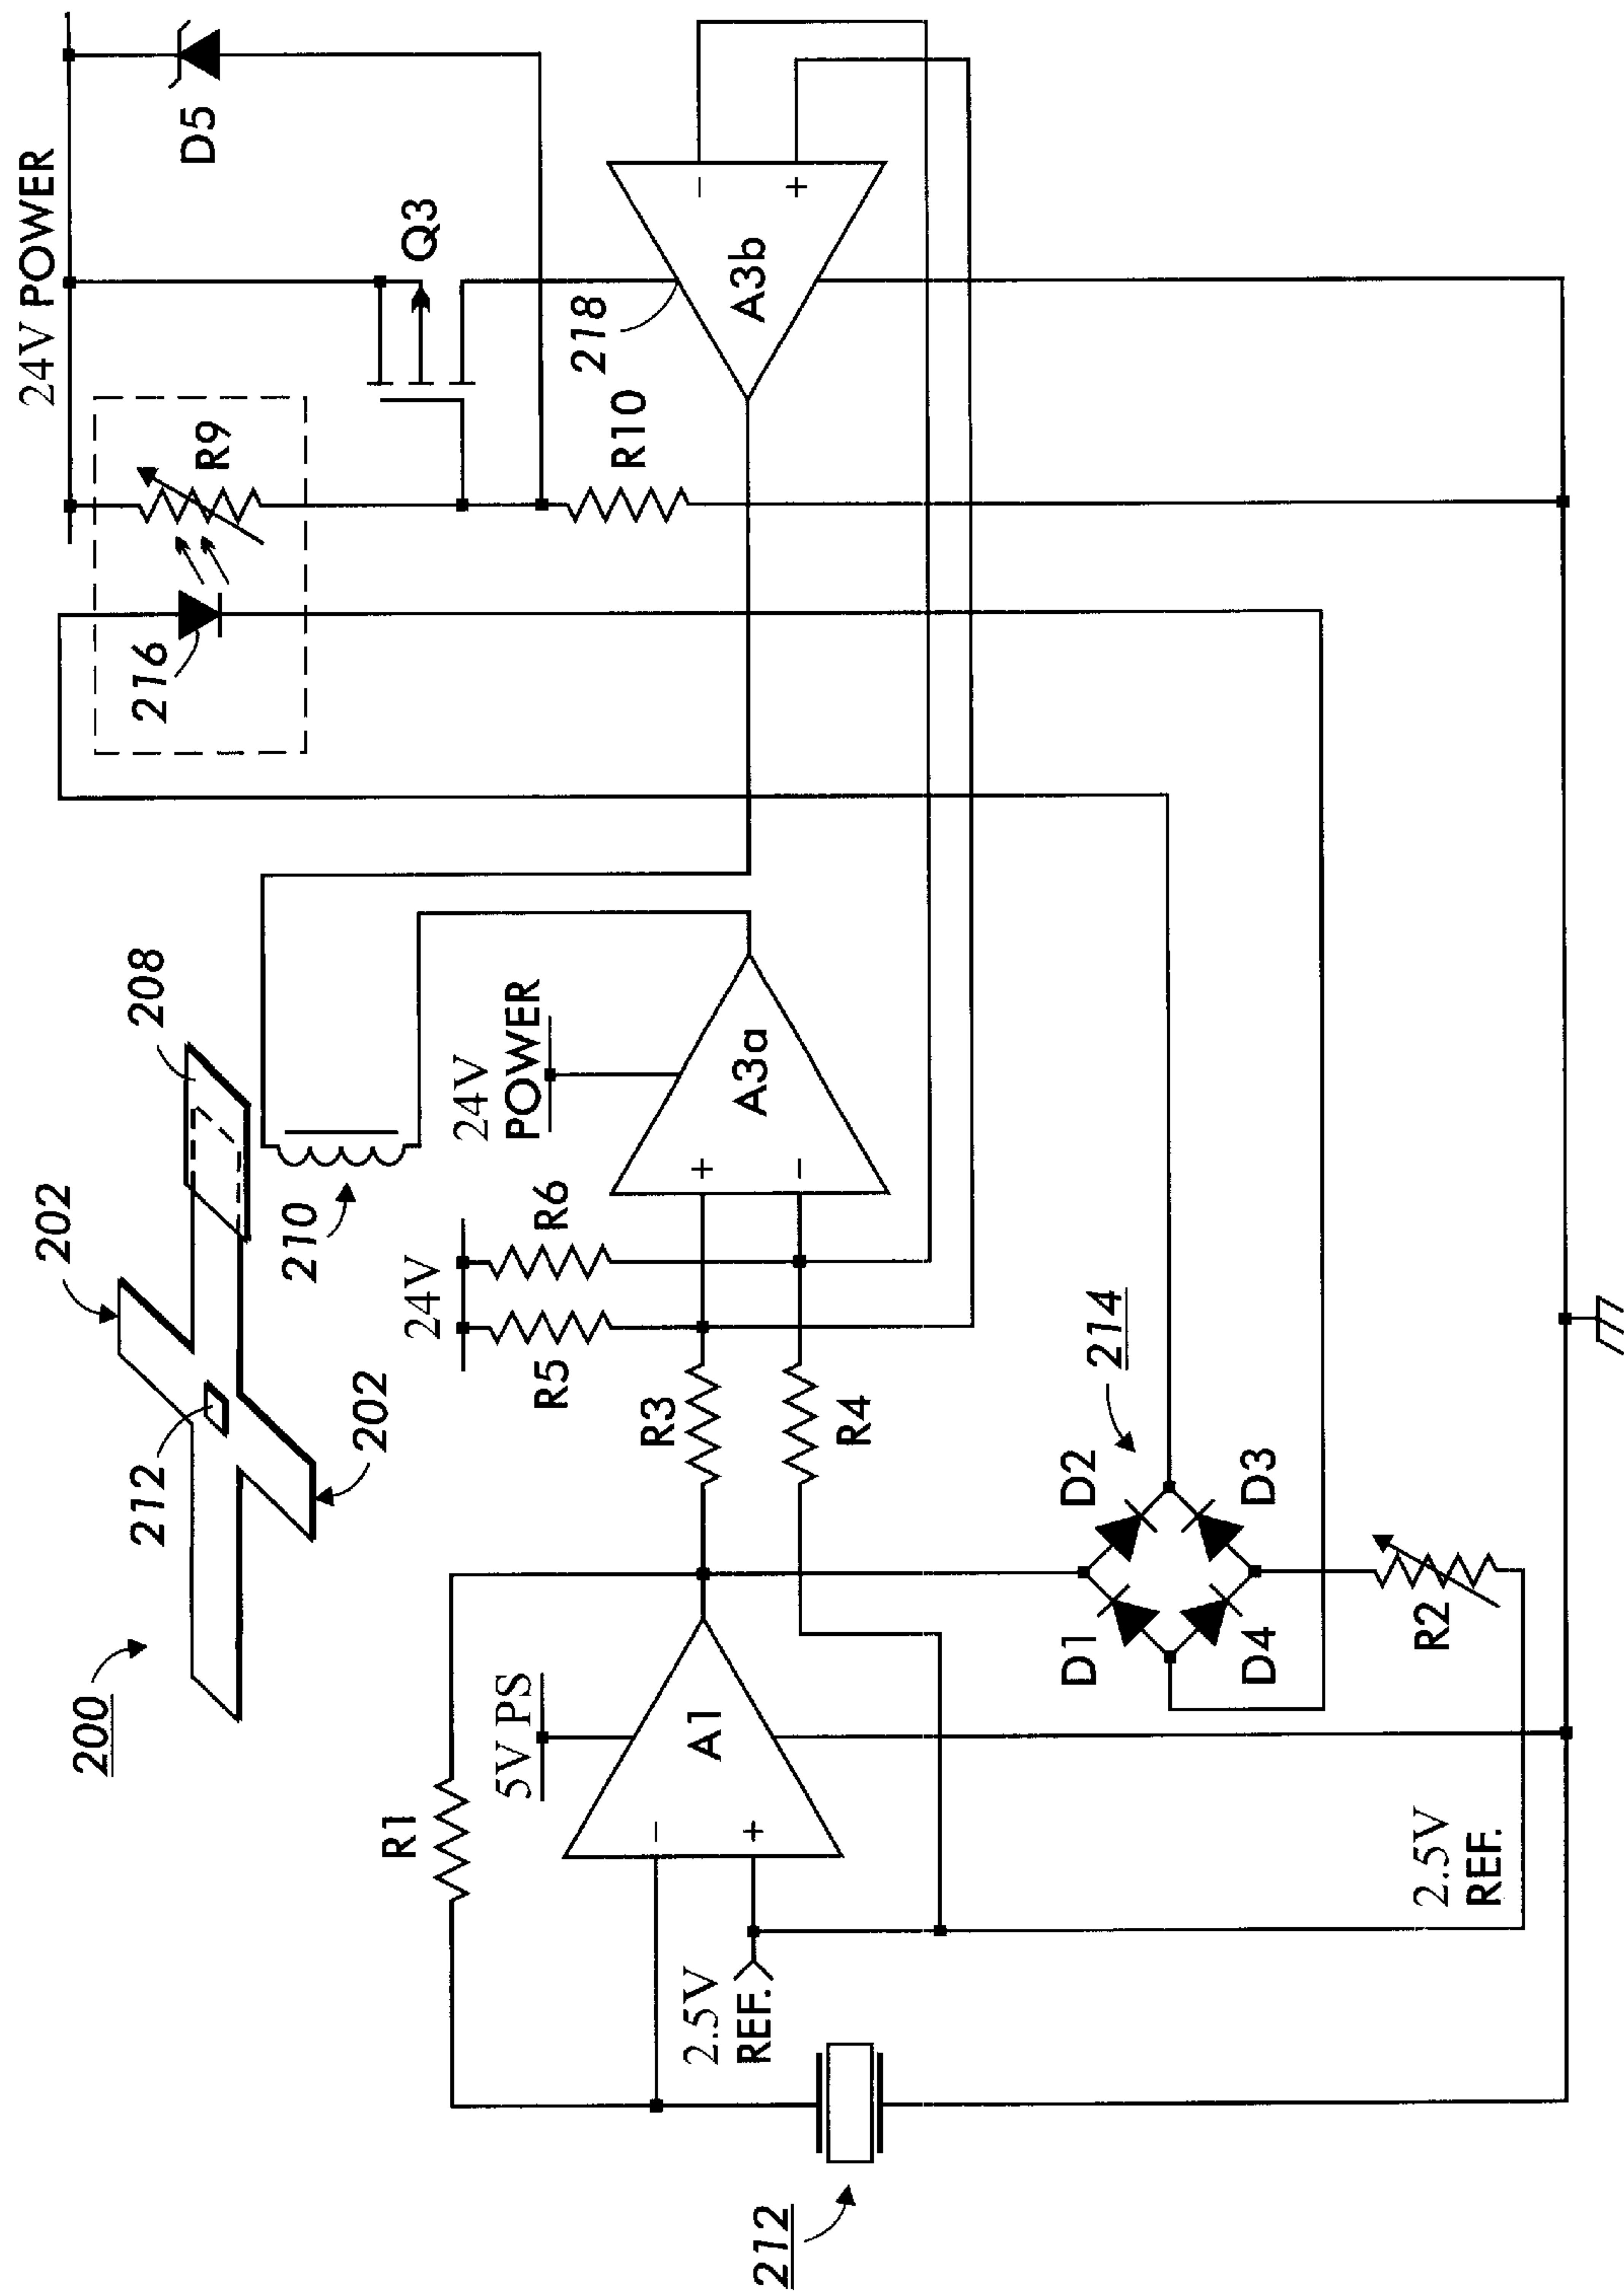 200
202
212
202
208
210
24V POWER
216
R9
Q3
D5
218
R10
A3b
-
+
24V
POWER
A3a
+
-
24V
R5
R6
R3
R4
R1
5V PS
A1
-
+
2.5V
REF.
212
214
D1
D2
D4
D3
R2
2.5V
REF.